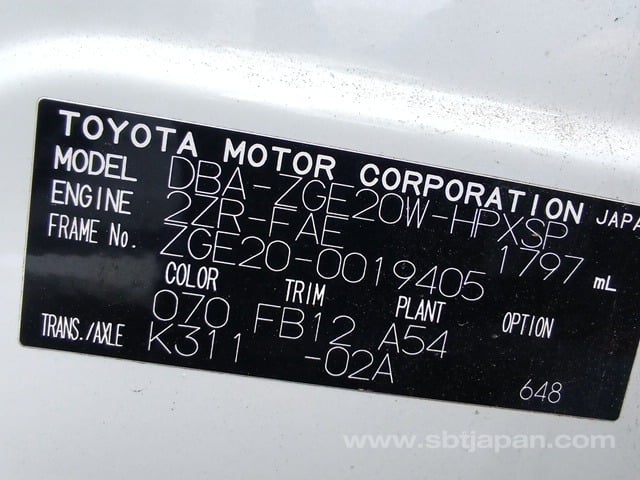 TOYOTA MOTOR CORPORATION JAPA
MODEL DBA-ZGE20W-HPXSP
ENGINE 2ZR-FAE 1797 mL
FRAME No. ZGE20-0019405
COLOR TRIM PLANT OPTION
070 FB12 A54
TRANS./AXLE K311 -02A
648
www.sbtjapan.com